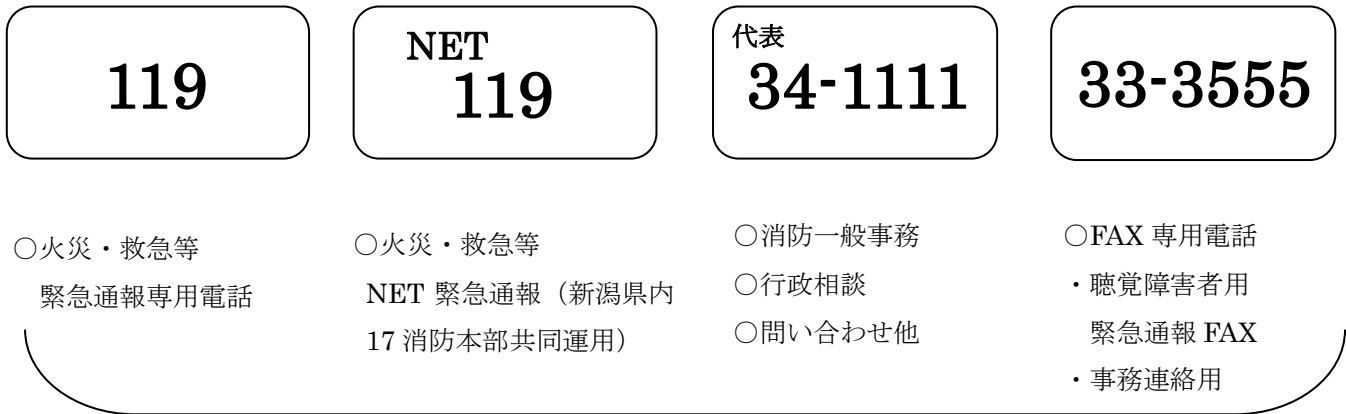 119
NET
119
代表
34-1111
33-3555
○火災・救急等
緊急通報専用電話
○火災・救急等
NET 緊急通報（新潟県内
17 消防本部共同運用）
○消防一般事務
○行政相談
○問い合わせ他
○FAX 専用電話
・聴覚障害者用
緊急通報 FAX
・事務連絡用